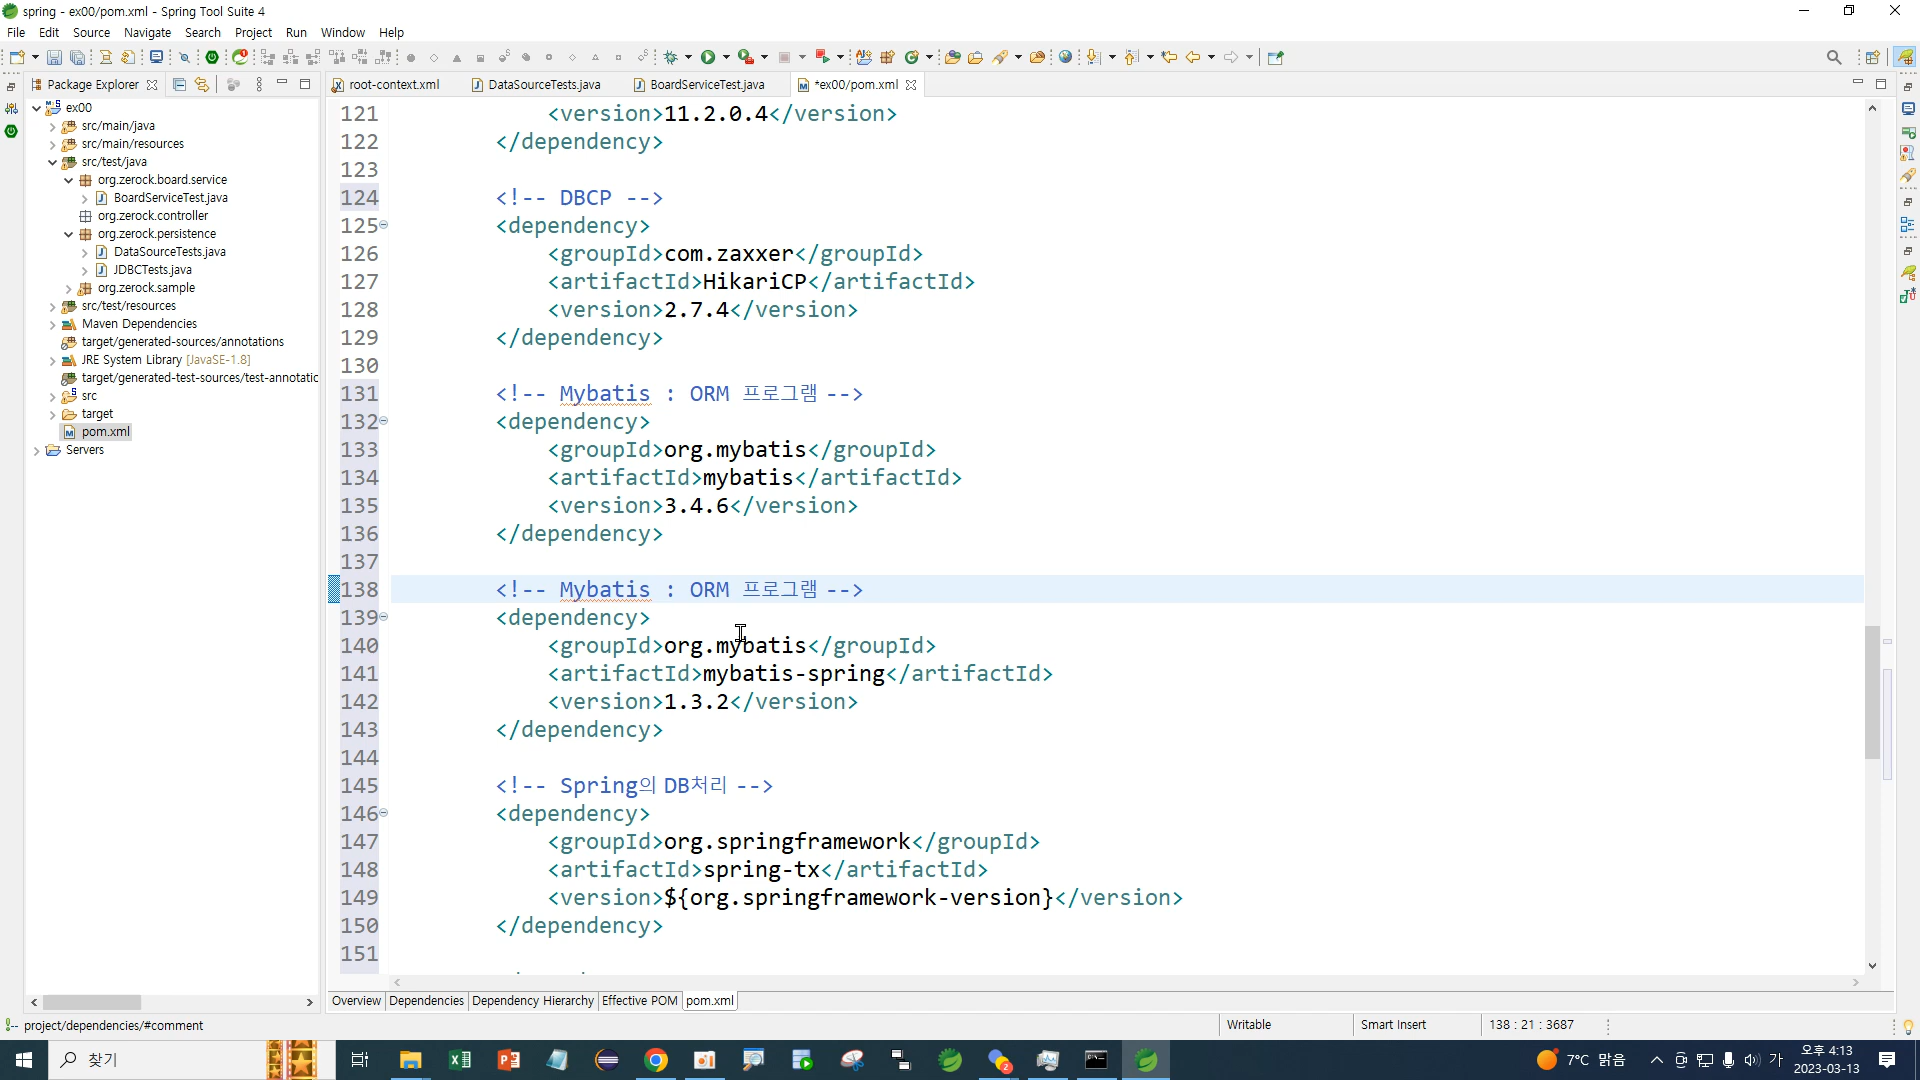 spring - ex00/pom.xml - Spring Tool Suite 4
File Edit Source Navigate Search Project Run Window Help
Package Explorer
ex00
src/main/java
src/main/resources
src/test/java
org.zerock.board.service
BoardServiceTest.java
org.zerock.controller
org.zerock.persistence
DataSourceTests.java
JDBCTests.java
org.zerock.sample
src/test/resources
Maven Dependencies
target/generated-sources/annotations
JRE System Library [JavaSE-1.8]
target/generated-test-sources/test-annotatic
src
target
pom.xml
Servers
root-context.xml DataSourceTests.java BoardServiceTest.java *ex00/pom.xml
121 <version>11.2.0.4</version>
122 </dependency>
123
124 <!-- DBCP -->
125 <dependency>
126 <groupId>com.zaxxer</groupId>
127 <artifactId>HikariCP</artifactId>
128 <version>2.7.4</version>
129 </dependency>
130
131 <!-- Mybatis : ORM 프로그램 -->
132 <dependency>
133 <groupId>org.mybatis</groupId>
134 <artifactId>mybatis</artifactId>
135 <version>3.4.6</version>
136 </dependency>
137
138 <!-- Mybatis : ORM 프로그램 -->
139 <dependency>
140 <groupId>org.mybatis</groupId>
141 <artifactId>mybatis-spring</artifactId>
142 <version>1.3.2</version>
143 </dependency>
144
145 <!-- Spring의 DB처리 -->
146 <dependency>
147 <groupId>org.springframework</groupId>
148 <artifactId>spring-tx</artifactId>
149 <version>${org.springframework-version}</version>
150 </dependency>
151
Overview Dependencies Dependency Hierarchy Effective POM pom.xml
project/dependencies/#comment
Writable Smart Insert 138 : 21 : 3687
찾기
7°C 맑음
가
오후 4:13
2023-03-13